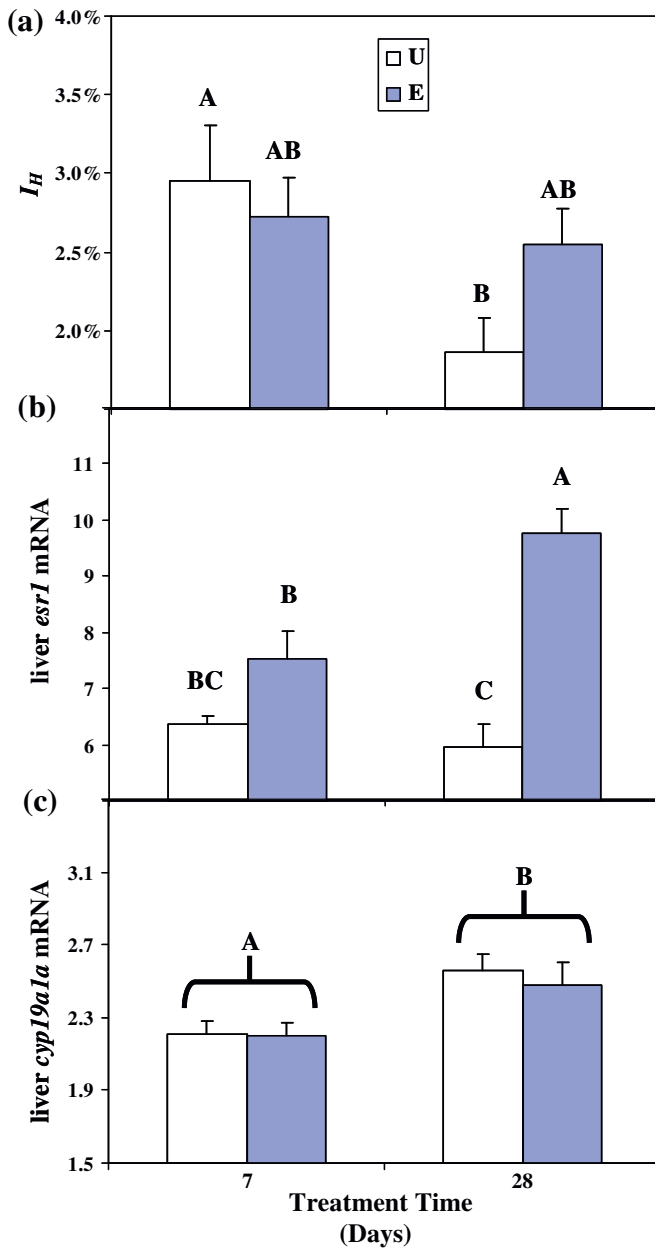 (a)
4.0%
3.5%
3.0%
2.5%
2.0%
I_H
U
E
A
AB
B
AB
(b)
11
10
9
8
7
6
liver esr1 mRNA
BC
B
C
A
(c)
3.1
2.7
2.3
1.9
1.5
liver cyp19a1a mRNA
A
B
7
28
Treatment Time
(Days)